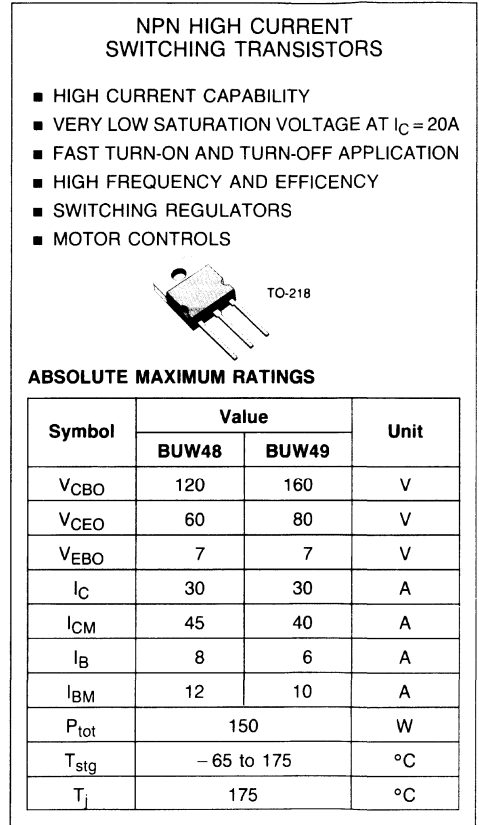 NPN HIGH CURRENT
SWITCHING TRANSISTORS
■ HIGH CURRENT CAPABILITY
■ VERY LOW SATURATION VOLTAGE AT IC = 20A
■ FAST TURN-ON AND TURN-OFF APPLICATION
■ HIGH FREQUENCY AND EFFICENCY
■ SWITCHING REGULATORS
■ MOTOR CONTROLS
TO-218
ABSOLUTE MAXIMUM RATINGS
Symbol Value Unit
BUW48 BUW49
VCBO 120 160 V
VCEO 60 80 V
VEBO 7 7 V
IC 30 30 A
ICM 45 40 A
IB 8 6 A
IBM 12 10 A
Ptot 150 W
Tstg – 65 to 175 °C
Tj 175 °C